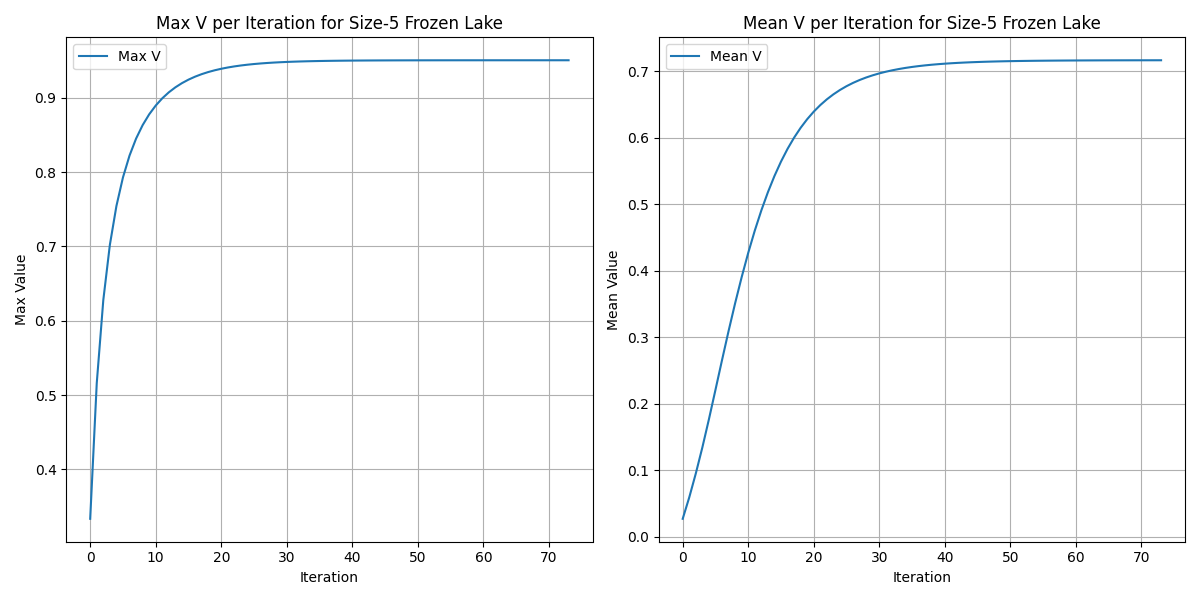 Max V per Iteration for Size-5 Frozen Lake
Max V
Max Value
0.9
0.8
0.7
0.6
0.5
0.4
0 10 20 30 40 50 60 70
Iteration
Mean V per Iteration for Size-5 Frozen Lake
Mean V
Mean Value
0.7
0.6
0.5
0.4
0.3
0.2
0.1
0.0
0 10 20 30 40 50 60 70
Iteration